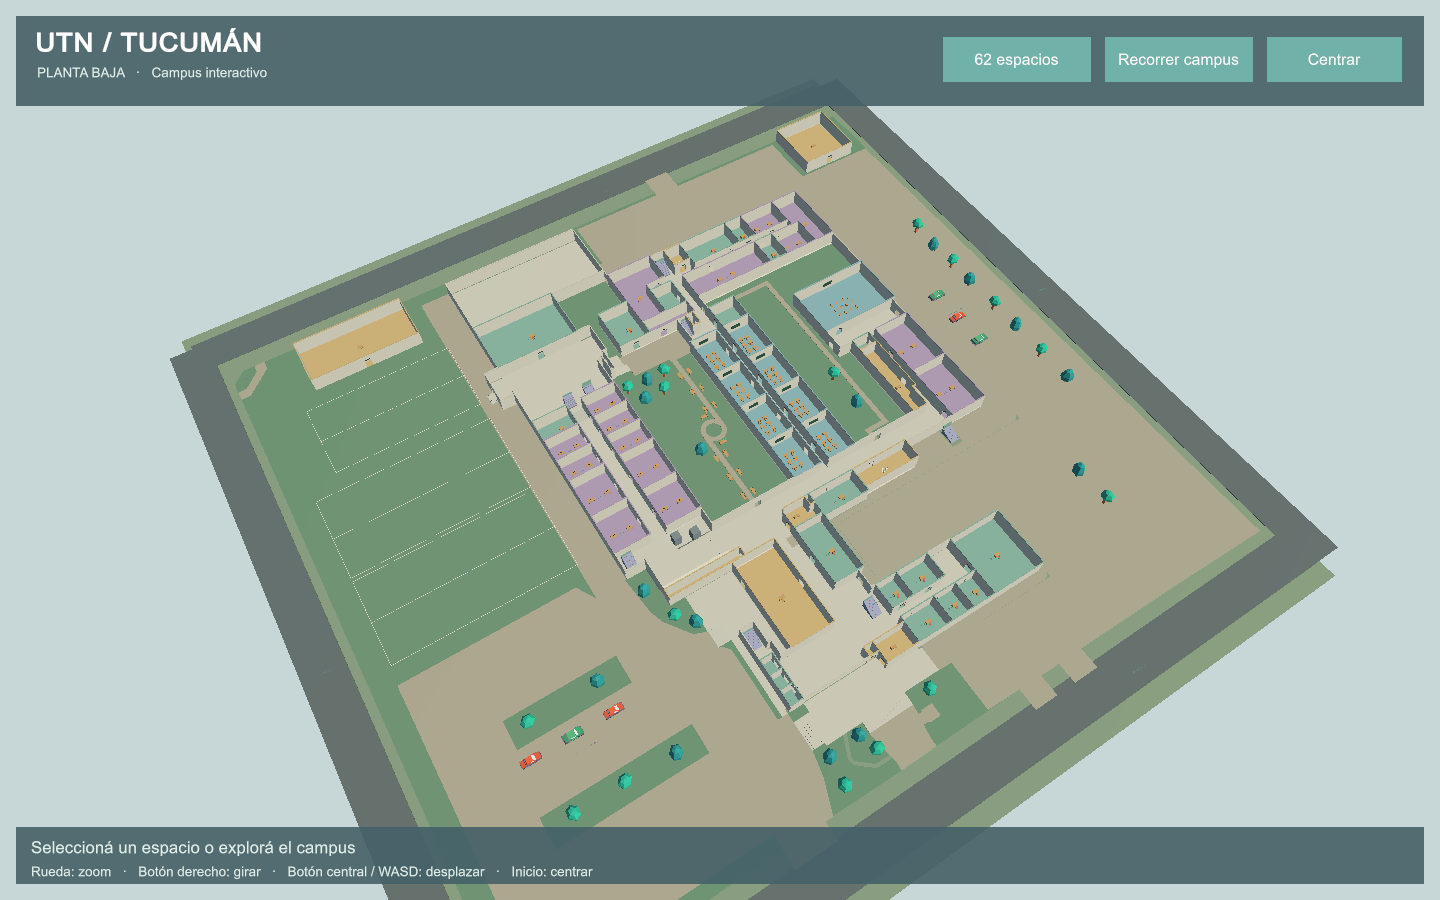 UTN / TUCUMÁN
PLANTA BAJA · Campus interactivo
62 espacios
Recorrer campus
Centrar
Seleccioná un espacio o explorá el campus
Rueda: zoom · Botón derecho: girar · Botón central / WASD: desplazar · Inicio: centrar